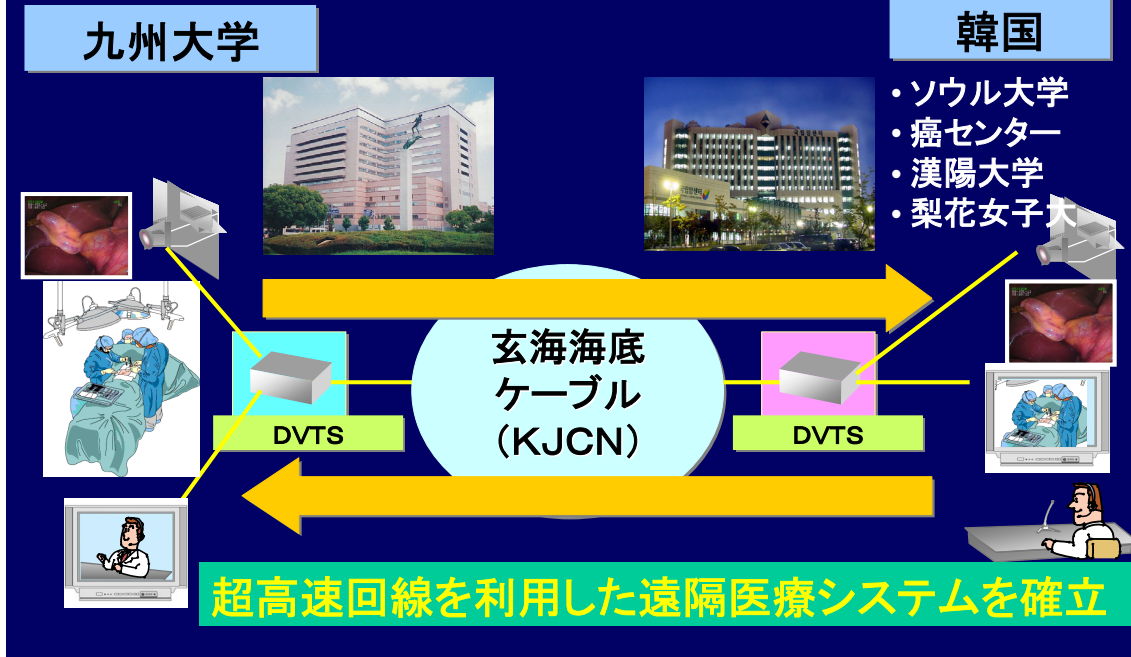 九州大学
韓国
• ソウル大学
• 癌センター
• 漢陽大学
• 梨花女子大
玄海海底
ケーブル
（KJCN）
DVTS
DVTS
超高速回線を利用した遠隔医療システムを確立